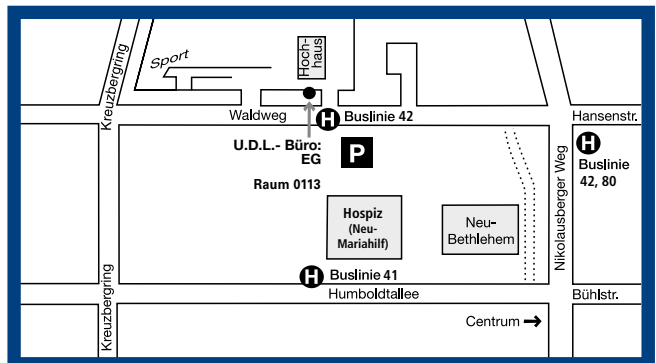 Sport
Hoch-
haus
Kreuzbergring
Waldweg
H Buslinie 42
Hansenstr.
U.D.L.- Büro:
EG
P
Raum 0113
H
Buslinie
42, 80
Nikolausberger Weg
Hospiz
(Neu-
Mariahilf)
Neu-
Bethlehem
H Buslinie 41
Kreuzbergring
Humboldtallee
Bühlstr.
Centrum →